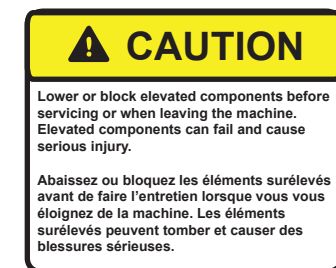 CAUTION
Lower or block elevated components before
servicing or when leaving the machine.
Elevated components can fail and cause
serious injury.
Abaissez ou bloquez les éléments surélevés
avant de faire l’entretien lorsque vous vous
éloignez de la machine. Les éléments
surélevés peuvent tomber et causer des
blessures sérieuses.